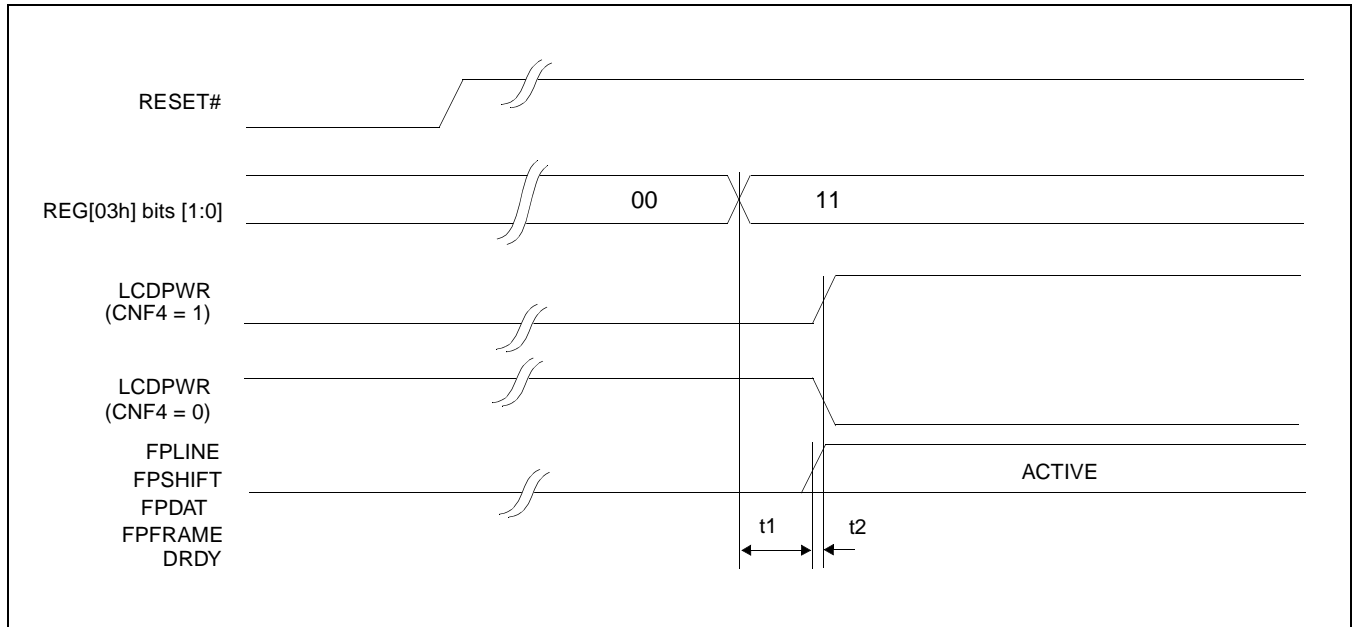 RESET#
REG[03h] bits [1:0]
00
11
LCDPWR
(CNF4 = 1)
LCDPWR
(CNF4 = 0)
FPLINE
FPSHIFT
FPDAT
FPFRAME
DRDY
ACTIVE
t1
t2